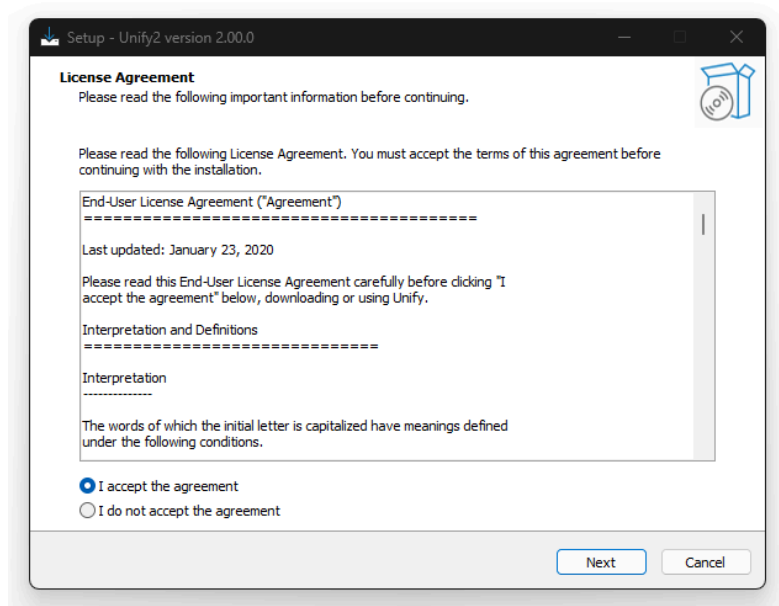 Setup - Unify2 version 2.00.0
License Agreement
Please read the following important information before continuing.
Please read the following License Agreement. You must accept the terms of this agreement before
continuing with the installation.
End-User License Agreement ("Agreement")
========================================
Last updated: January 23, 2020
Please read this End-User License Agreement carefully before clicking "I
accept the agreement" below, downloading or using Unify.
Interpretation and Definitions
==============================
Interpretation
--------------
The words of which the initial letter is capitalized have meanings defined
under the following conditions.
I accept the agreement
I do not accept the agreement
Next Cancel